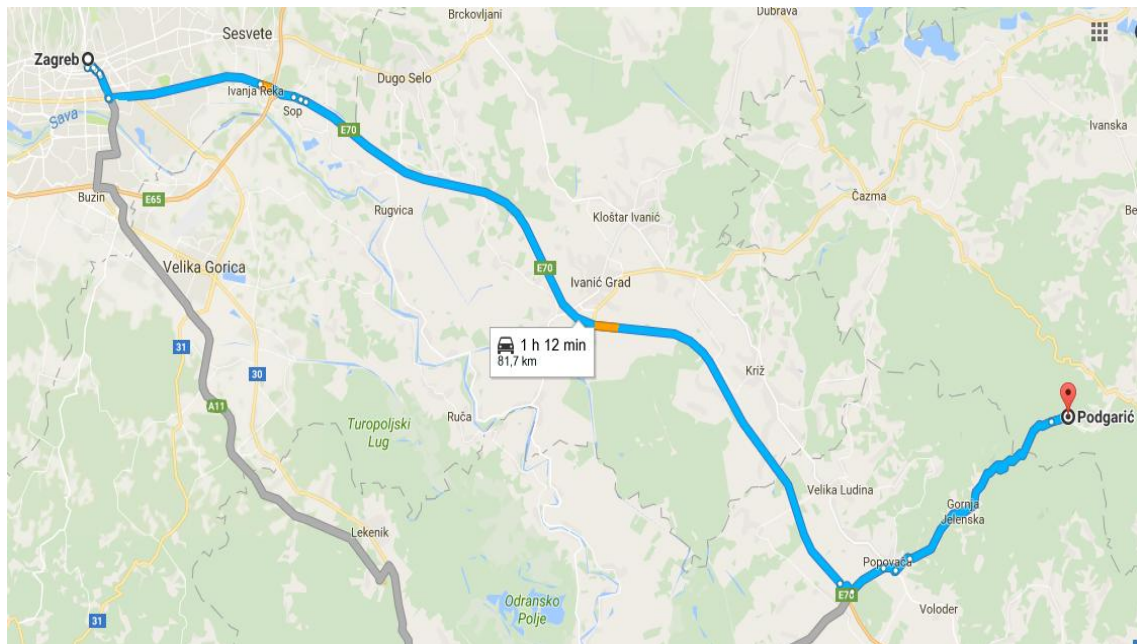 Brckovljani
Dubrava
Sesvete
Zagreb
Dugo Selo
Ivanja Reka
Sop
Sava
E70
Ivanska
Buzin
E65
Rugvica
Kloštar Ivanić
Čazma
Be
Velika Gorica
E70
Ivanić Grad
1 h 12 min
81,7 km
31
30
Križ
A11
Ruča
Turopoljski
Lug
Podgarić
Velika Ludina
Gornja
Jelenska
Lekenik
Popovača
E70
Odransko
Polje
Voloder
31